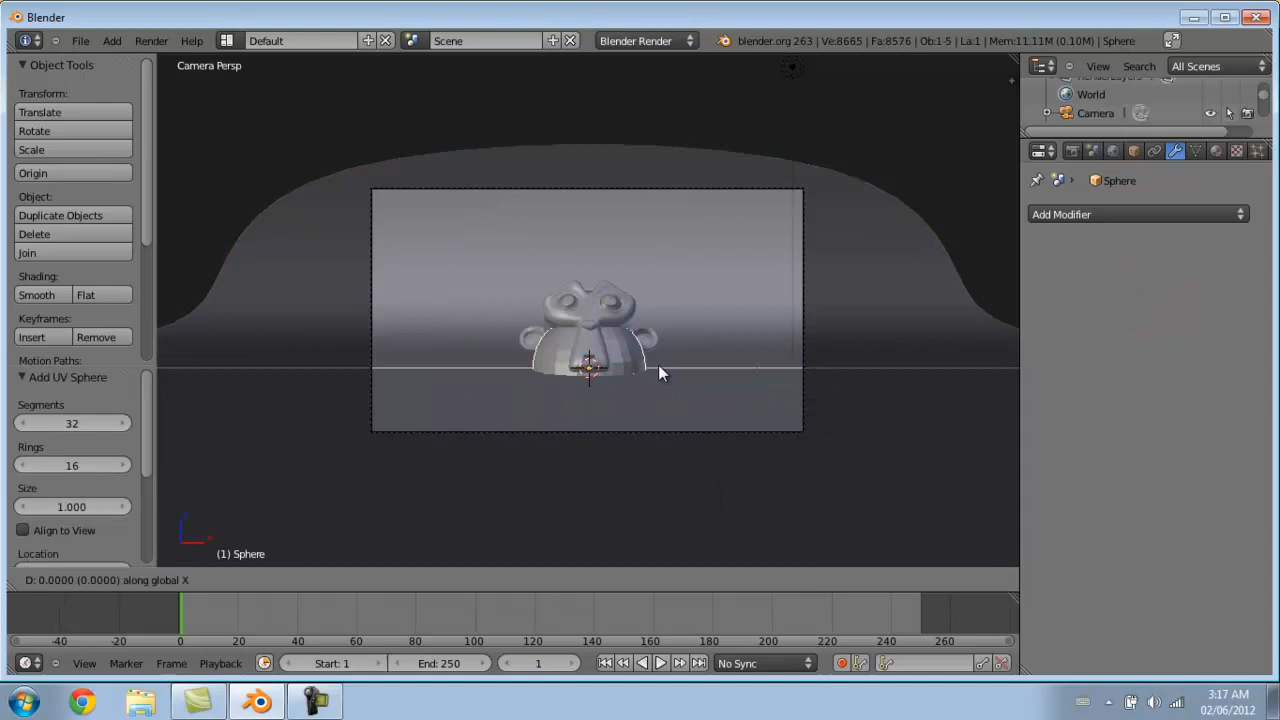 Blender
File Add Render Help Default Scene Blender Render blender.org 263 | Ve:8665 | Fa:8576 | Ob:1-5 | La:1 | Mem:11.11M (0.10M) | Sphere
Object Tools
Transform:
Translate
Rotate
Scale
Origin
Object:
Duplicate Objects
Delete
Join
Shading:
Smooth Flat
Keyframes:
Insert Remove
Motion Paths:
Add UV Sphere
Segments
32
Rings
16
Size
1.000
Align to View
Location
Camera Persp
(1) Sphere
D: 0.0000 (0.0000) along global X
View Search All Scenes
World
Camera
Sphere
Add Modifier
-40 -20 0 20 40 60 80 100 120 140 160 180 200 220 240 260
View Marker Frame Playback Start: 1 End: 250 1 No Sync
3:17 AM
02/06/2012